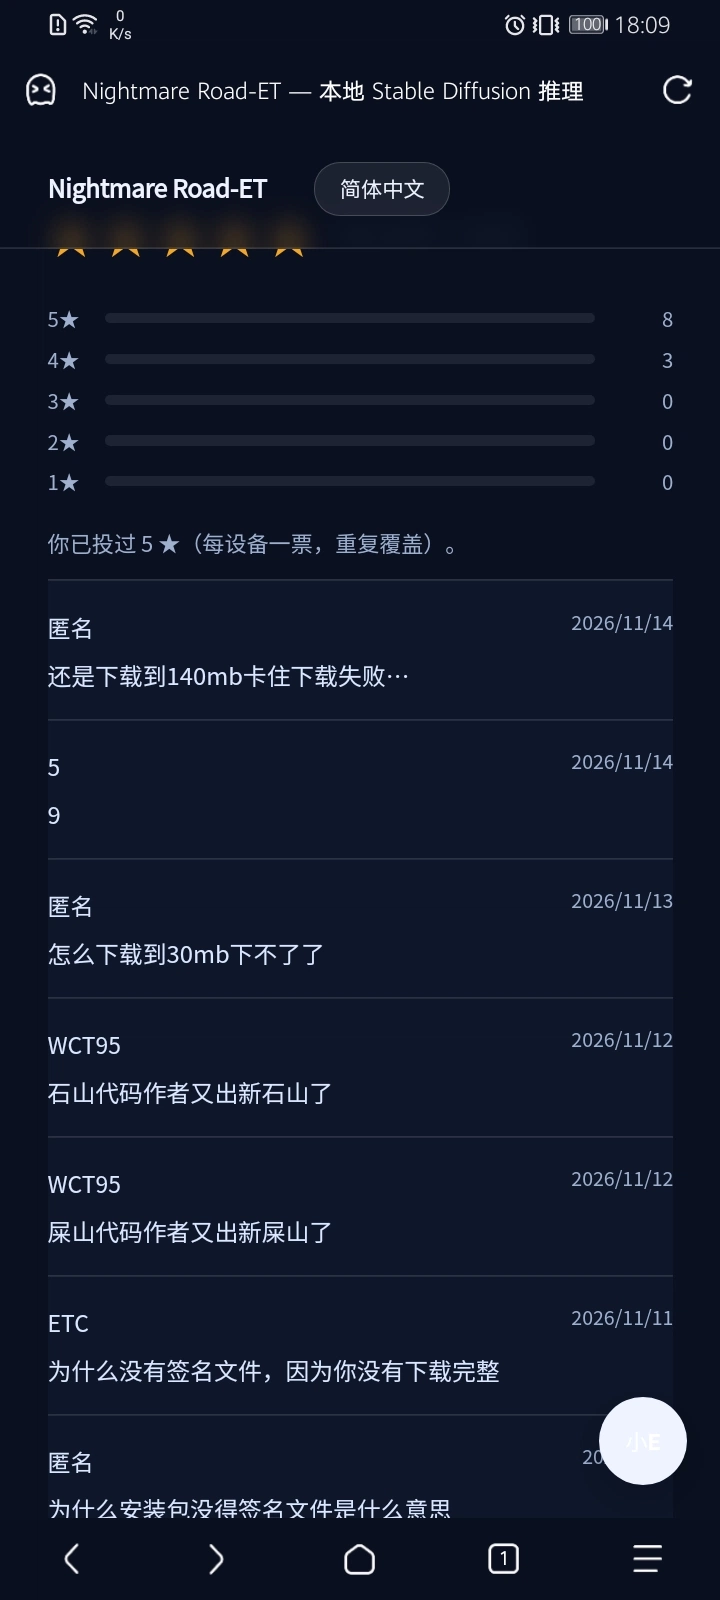 0
K/s
100
18:09
Nightmare Road-ET — 本地 Stable Diffusion 推理
Nightmare Road-ET
简体中文
5★ 8
4★ 3
3★ 0
2★ 0
1★ 0
你已投过 5 ★（每设备一票，重复覆盖）。
匿名 2026/11/14
还是下载到140mb卡住下载失败…
5 2026/11/14
9
匿名 2026/11/13
怎么下载到30mb下不了了
WCT95 2026/11/12
石山代码作者又出新石山了
WCT95 2026/11/12
屎山代码作者又出新屎山了
ETC 2026/11/11
为什么没有签名文件，因为你没有下载完整
小E
匿名 20
为什么安装包没得签名文件是什么意思
1